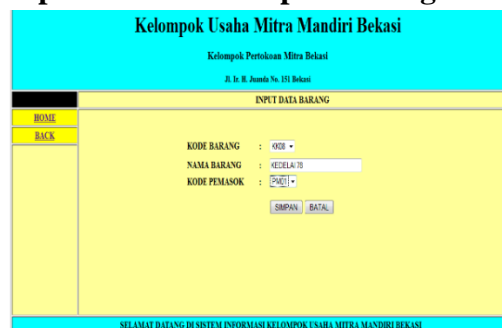 Kelompok Usaha Mitra Mandiri Bekasi
Kelompok Pertokoan Mitra Bekasi
Jl. Ir. H. Juanda No. 151 Bekasi
INPUT DATA BARANG
HOME
BACK
KODE BARANG : KK08
NAMA BARANG : KEDELAI 78
KODE PEMASOK : PM01
SIMPAN BATAL
SELAMAT DATANG DI SISTEM INFORMASI KELOMPOK USAHA MITRA MANDIRI BEKASI